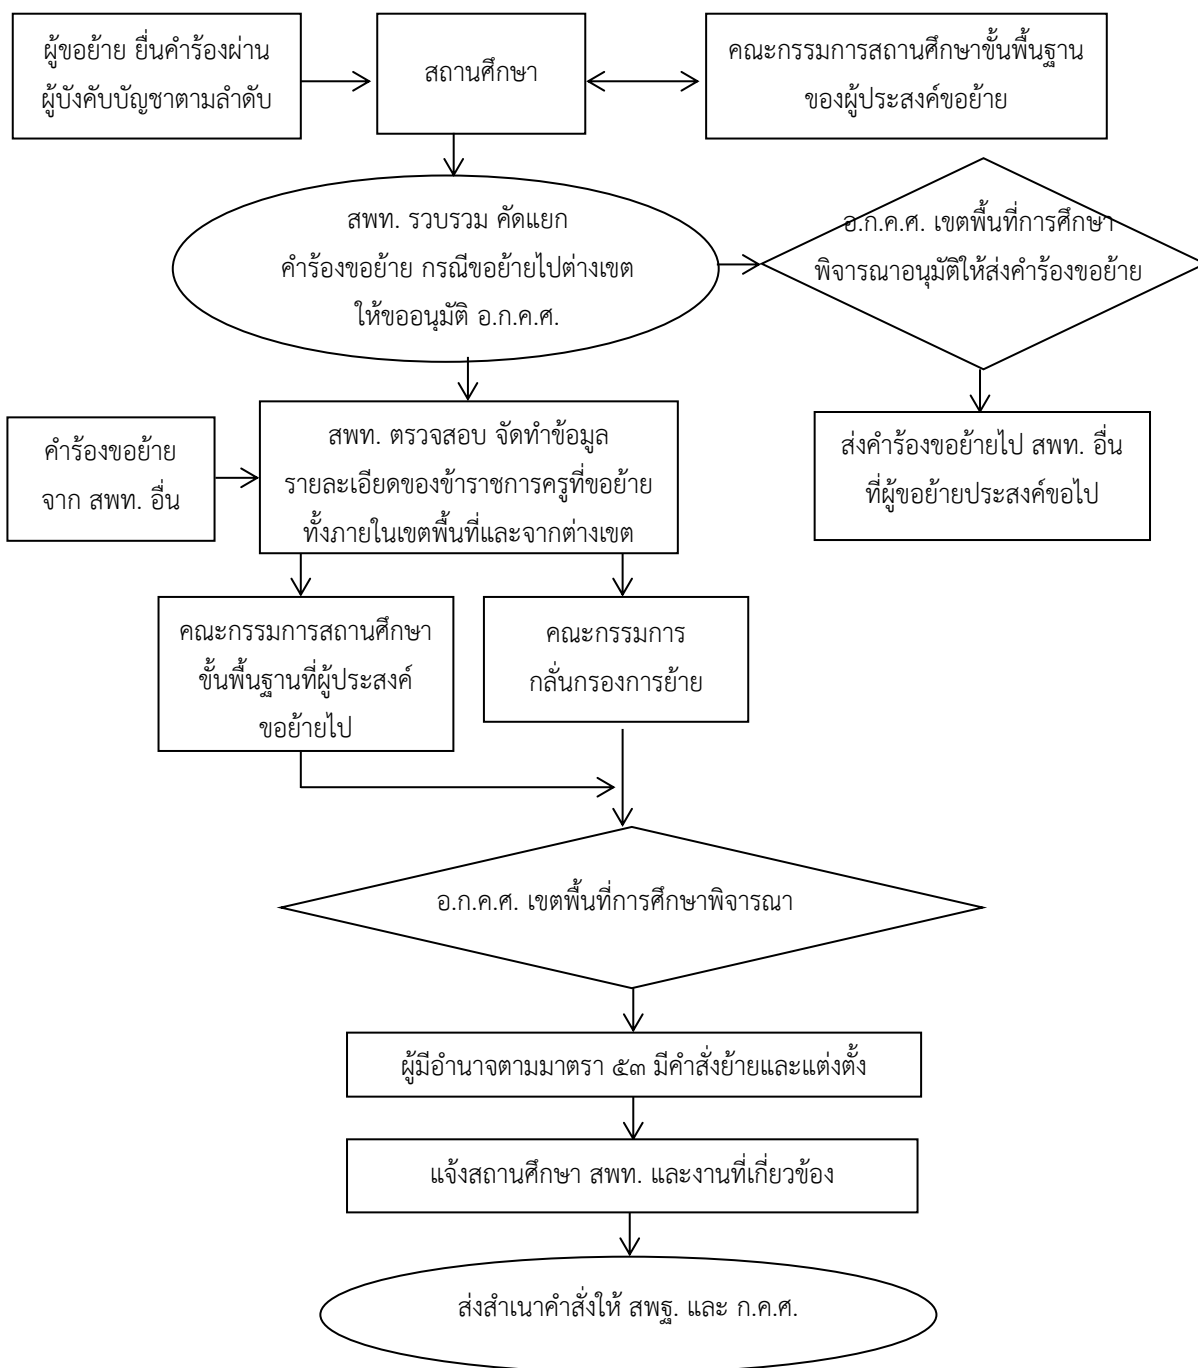 ผู้ขอย้าย ยื่นคำร้องผ่าน
ผู้บังคับบัญชาตามลำดับ
สถานศึกษา
คณะกรรมการสถานศึกษาขั้นพื้นฐาน
ของผู้ประสงค์ขอย้าย
สพท. รวบรวม คัดแยก
คำร้องขอย้าย กรณีขอย้ายไปต่างเขต
ให้ขออนุมัติ อ.ก.ค.ศ.
อ.ก.ค.ศ. เขตพื้นที่การศึกษา
พิจารณาอนุมัติให้ส่งคำร้องขอย้าย
ส่งคำร้องขอย้ายไป สพท. อื่น
ที่ผู้ขอย้ายประสงค์ขอไป
คำร้องขอย้าย
จาก สพท. อื่น
สพท. ตรวจสอบ จัดทำข้อมูล
รายละเอียดของข้าราชการครูที่ขอย้าย
ทั้งภายในเขตพื้นที่และจากต่างเขต
คณะกรรมการสถานศึกษา
ขั้นพื้นฐานที่ผู้ประสงค์
ขอย้ายไป
คณะกรรมการ
กลั่นกรองการย้าย
อ.ก.ค.ศ. เขตพื้นที่การศึกษาพิจารณา
ผู้มีอำนาจตามมาตรา ๕๓ มีคำสั่งย้ายและแต่งตั้ง
แจ้งสถานศึกษา สพท. และงานที่เกี่ยวข้อง
ส่งสำเนาคำสั่งให้ สพฐ. และ ก.ค.ศ.